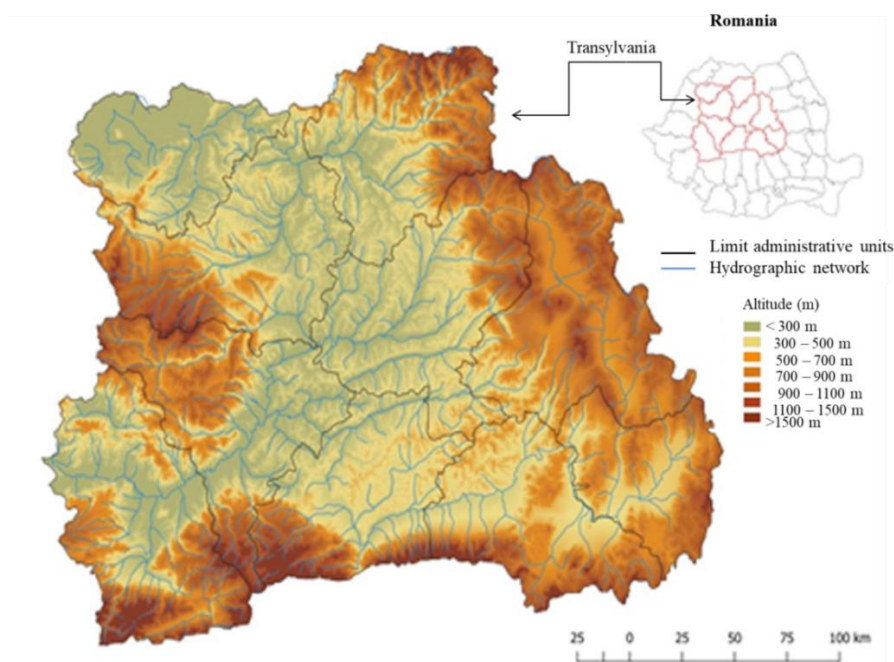 Romania
Transylvania
Limit administrative units
Hydrographic network
Altitude (m)
< 300 m
300 – 500 m
500 – 700 m
700 – 900 m
900 – 1100 m
1100 – 1500 m
>1500 m
25 0 25 50 75 100 km